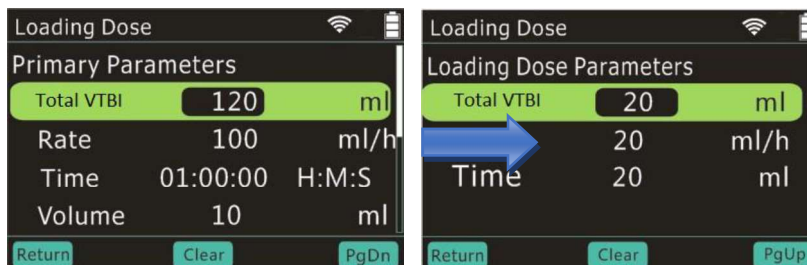 Loading Dose
Primary Parameters
Total VTBI 120 ml
Rate 100 ml/h
Time 01:00:00 H:M:S
Volume 10 ml
Return Clear PgDn
Loading Dose
Loading Dose Parameters
Total VTBI 20 ml
20 ml/h
Time 20 ml
Return Clear PgUp